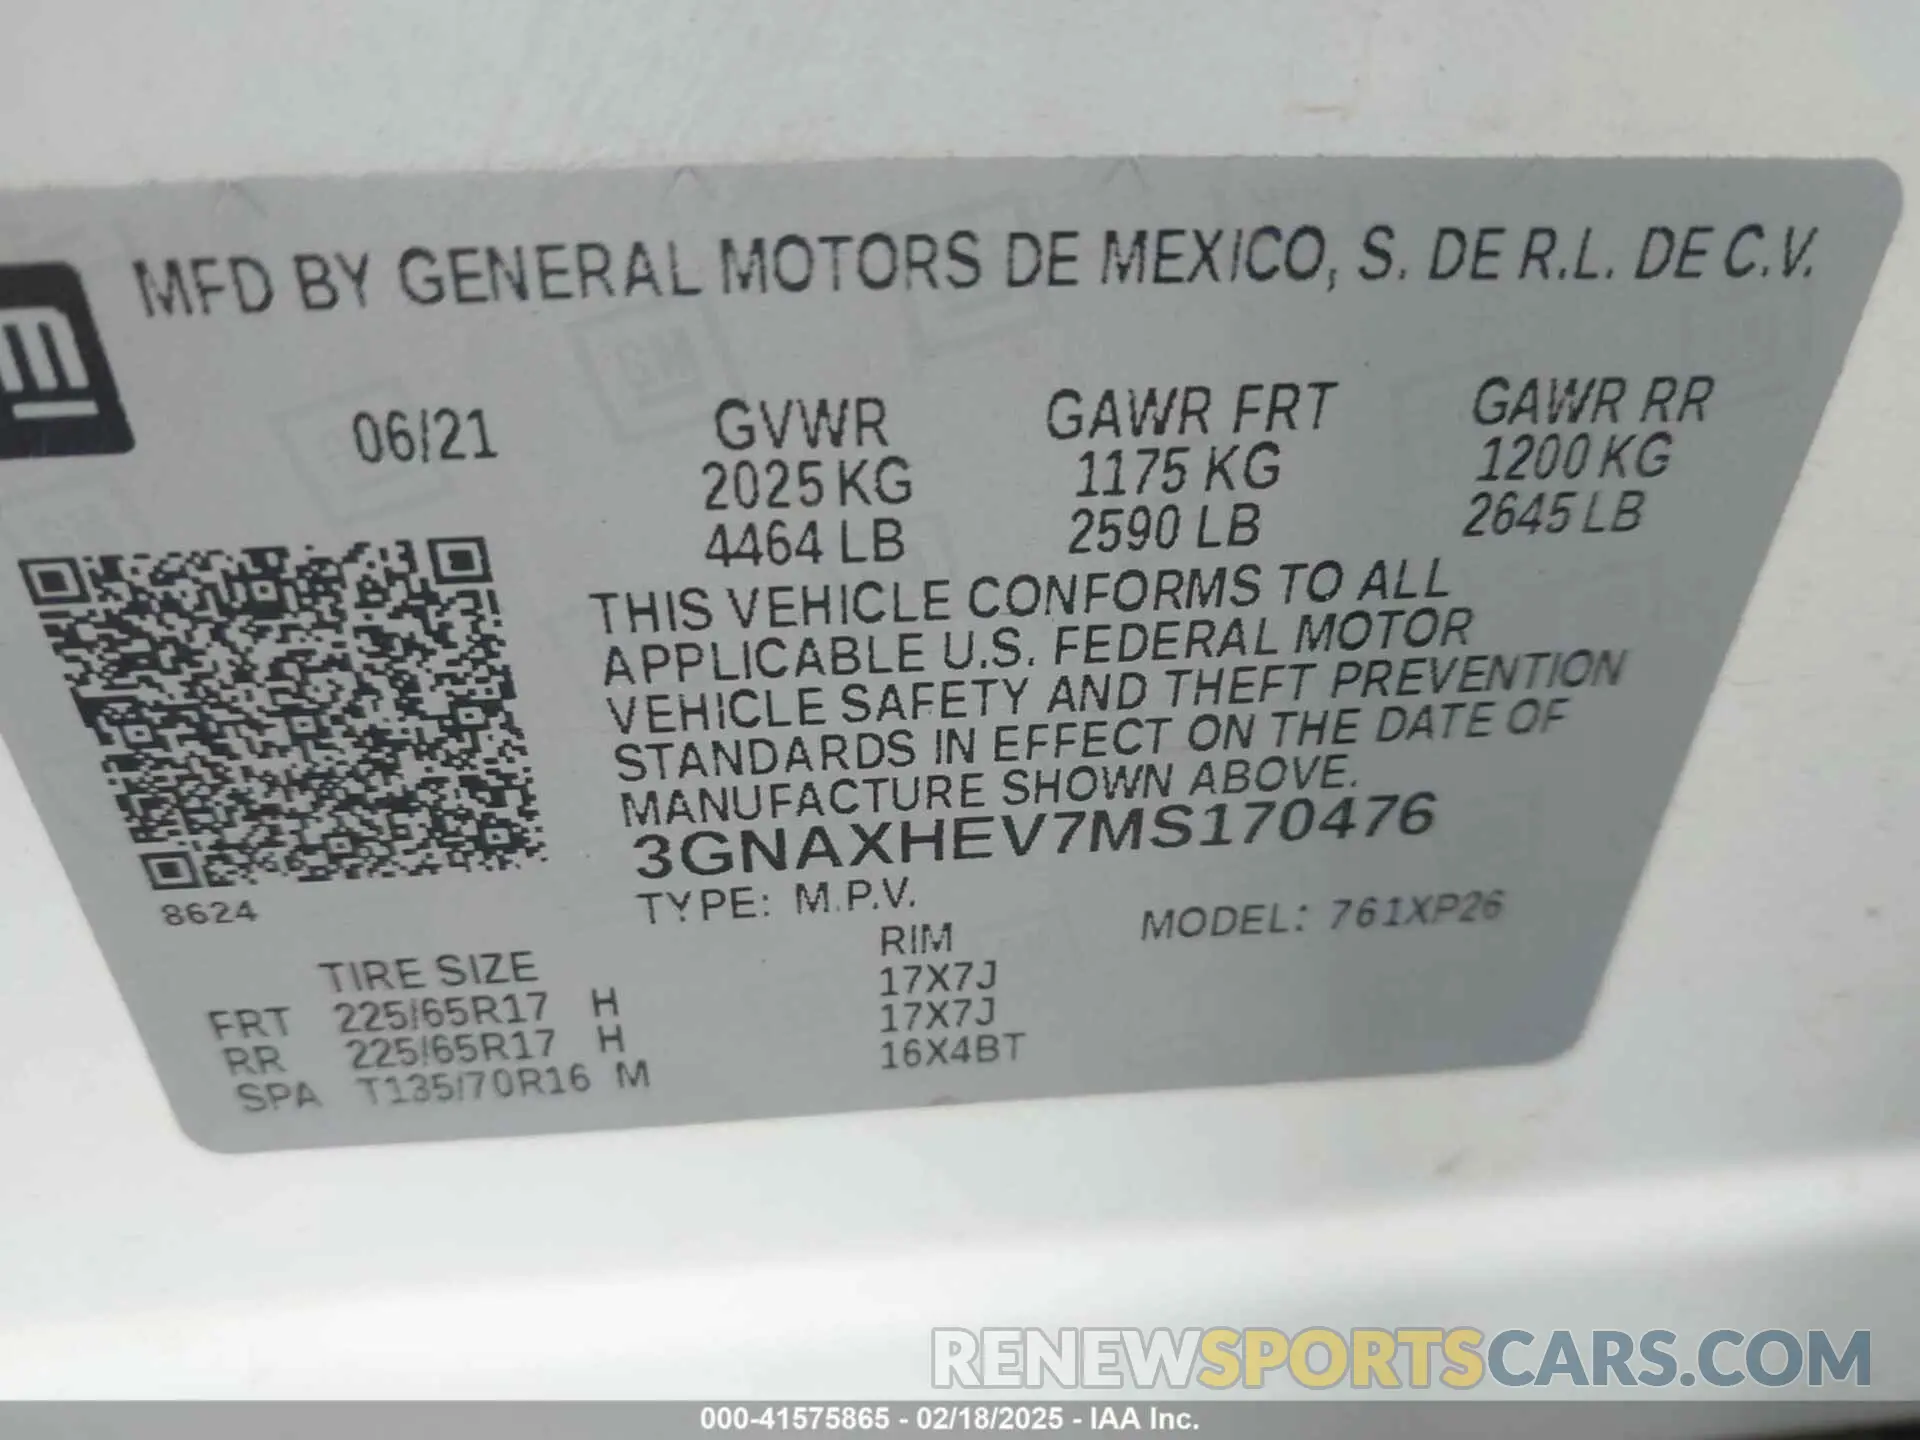 MFD BY GENERAL MOTORS DE MEXICO, S. DE R.L. DE C.V.
GM
06/21
GVWR GAWR FRT GAWR RR
2025 KG 1175 KG 1200 KG
4464 LB 2590 LB 2645 LB
THIS VEHICLE CONFORMS TO ALL
APPLICABLE U.S. FEDERAL MOTOR
VEHICLE SAFETY AND THEFT PREVENTION
STANDARDS IN EFFECT ON THE DATE OF
MANUFACTURE SHOWN ABOVE.
3GNAXHEV7MS170476
8624
TYPE: M.P.V. MODEL: 761XP26
TIRE SIZE RIM
FRT 225/65R17 H 17X7J
RR 225/65R17 H 17X7J
SPA T135/70R16 M 16X4BT
RENEWSPORTSCARS.COM
000-41575865 - 02/18/2025 - IAA Inc.